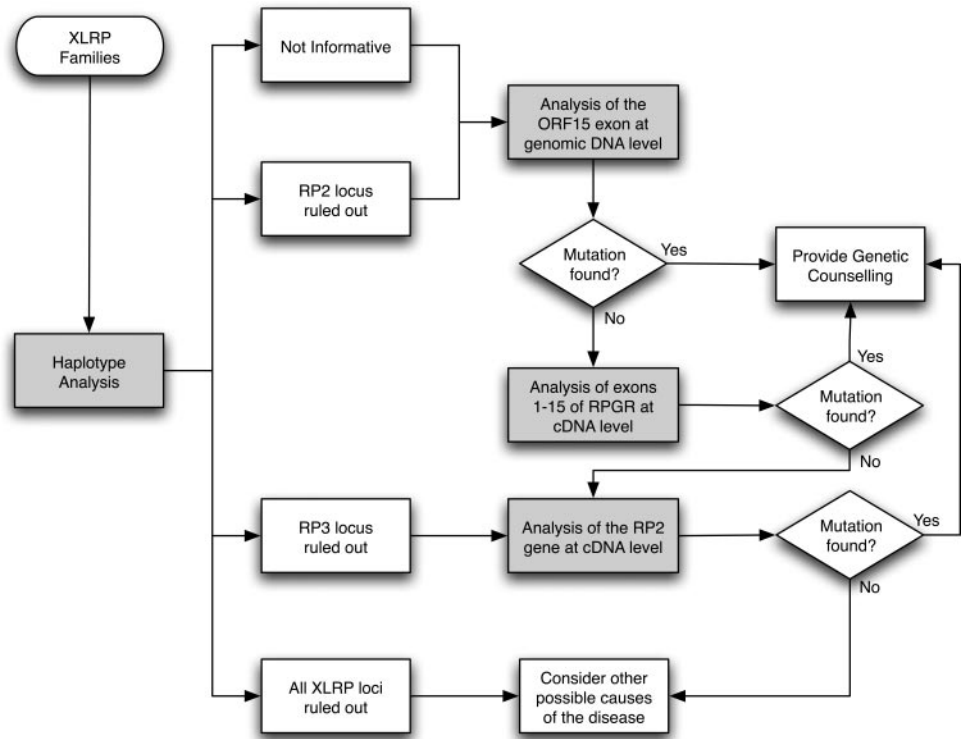 XLRP
Families
Not Informative
Analysis of the
ORF15 exon at
genomic DNA level
RP2 locus
ruled out
Mutation
found?
Yes
Provide Genetic
Counselling
No
Haplotype
Analysis
Analysis of exons
1-15 of RPGR at
cDNA level
Yes
Mutation
found?
No
RP3 locus
ruled out
Analysis of the RP2
gene at cDNA level
Mutation
found?
Yes
No
All XLRP loci
ruled out
Consider other
possible causes
of the disease